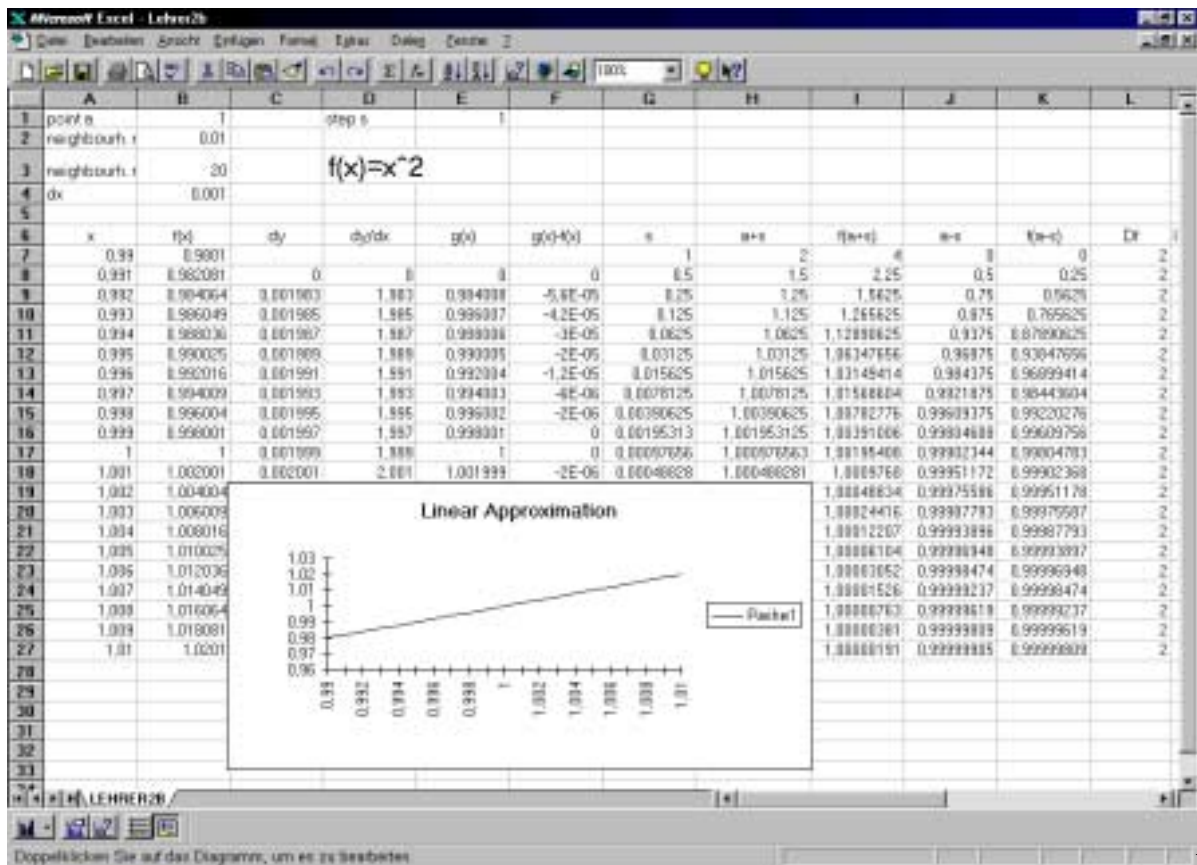 Microsoft Excel - Lehrer2b
Datei Bearbeiten Ansicht Einfügen Format Extras Dialog Fenster ?
100%
A B C D E F G H I J K L
1 point a 1 step s 1
2 neighbourh. r 0.01
3 neighbourh. r 20 f(x)=x^2
4 dx 0.001
5
6 x f(x) dy dy/dx g(x) g(x)-f(x) s a+s f(a+s) a-s f(a-s) Df
7 0.99 0.9801 1 2 4 0 0 2
8 0.991 0.982081 0 0 0 0 0.5 1.5 2.25 0.5 0.25 2
9 0.992 0.984064 0.001983 1.983 0.984008 -5,6E-05 0.25 1.25 1.5625 0.75 0.5625 2
10 0.993 0.986049 0.001985 1.985 -4,2E-05 0.125 1.125 1.265625 0.875 0.765625 2
11 0.994 0.988036 0.001987 1.987 -3E-05 0.0625 1.0625 1.12890625 0.9375 0.87890625 2
12 0.995 0.990025 0.001989 1.989 -2E-05 0.03125 1.03125 1.06347656 0.96875 0.93847656 2
13 0.996 0.992016 0.001991 1.991 -1,2E-05 0.015625 1.015625 1.03149414 0.984375 0.96899414 2
14 0.997 0.994009 0.001993 1.993 -6E-06 0.0078125 1.0078125 1.01568604 0.9921875 0.98443604 2
15 0.998 0.996004 0.001995 1.995 0.996002 -2E-06 0.00390625 1.00390625 1.00782776 0.99609375 0.99220276 2
16 0.999 0.998001 0.001997 1.997 0.998001 0 0.00195313 1.001953125 1.00391006 0.99804688 0.99609756 2
17 1 1 0.001999 1.999 1 0 0.00097656 1.000976563 1.00195408 0.99902344 0.99804783 2
18 1.001 1.002001 0.002001 2.001 1.001999 -2E-06 0.00048828 1.000488281 1.0009768 0.99951172 0.99902368 2
19 1.002 1.004004 1.00048834 0.99975586 0.99951178 2
20 1.003 1.006009 1.00024416 0.99987793 0.99975587 2
21 1.004 1.008016 1.00012207 0.99993896 0.99987793 2
22 1.005 1.010025 1.00006104 0.99996948 0.99993897 2
23 1.006 1.012036 1.00003052 0.99998474 0.99996948 2
24 1.007 1.014049 1.00001526 0.99999237 0.99998474 2
25 1.008 1.016064 1.00000763 0.99999619 0.99999237 2
26 1.009 1.018081 1.00000381 0.99999809 0.99999619 2
27 1.01 1.0201 1.00000191 0.99999905 0.99999809 2
28
29
30
31
32
33
Linear Approximation
1.03
1.02
1.01
1
0.99
0.98
0.97
0.96
0,99 0,992 0,994 0,996 0,998 1 1,002 1,004 1,006 1,008 1,01
Reihe1
LEHRER2B
Doppelklicken Sie auf das Diagramm, um es zu bearbeiten